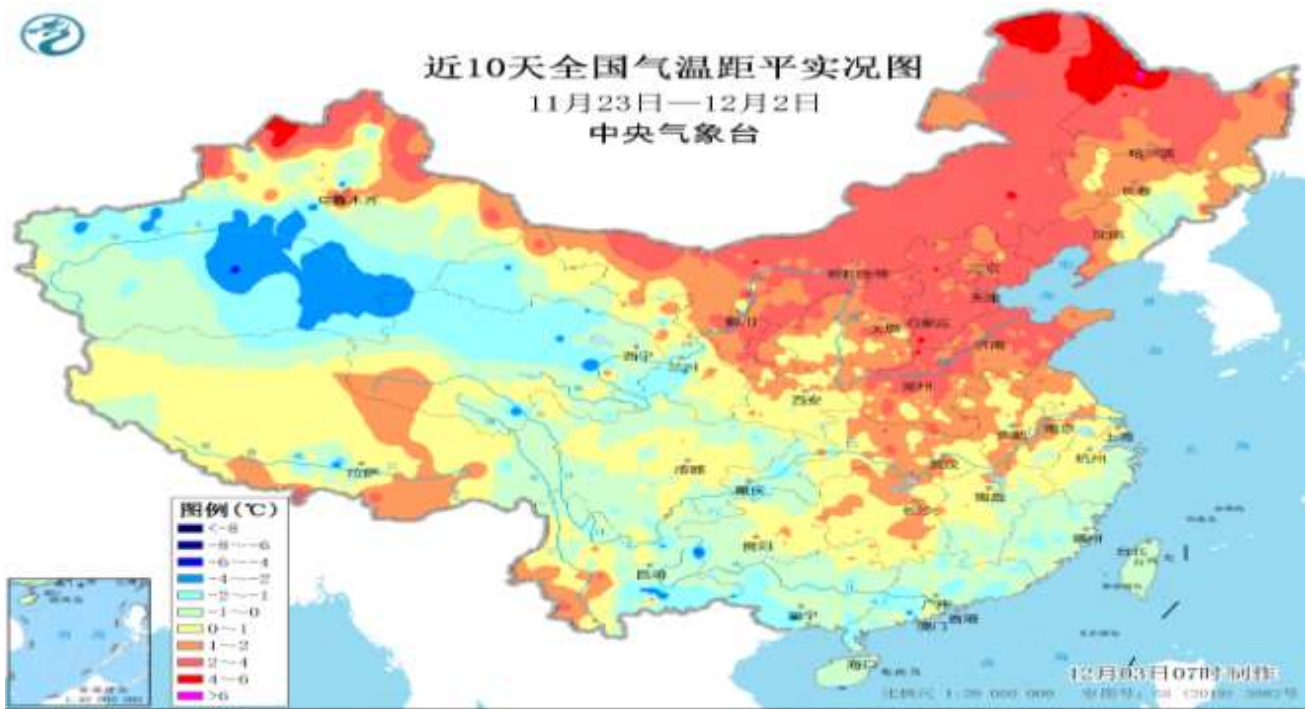 近10天全国气温距平实况图
11月23日—12月2日
中央气象台
哈尔滨
长春
乌鲁木齐
沈阳
呼和浩特
北京
天津
银川
太原
石家庄
西宁
济南
兰州
郑州
西安
合肥
南京
上海
拉萨
成都
武汉
杭州
重庆
南昌
长沙
贵阳
福州
昆明
台北
广州
南宁
香港
澳门
海口
图例(℃)
<-8
-8～-6
-6～-4
-4～-2
-2～-1
-1～0
0～1
1～2
2～4
4～6
>6
12月03日07时制作
比例尺 1:20 000 000